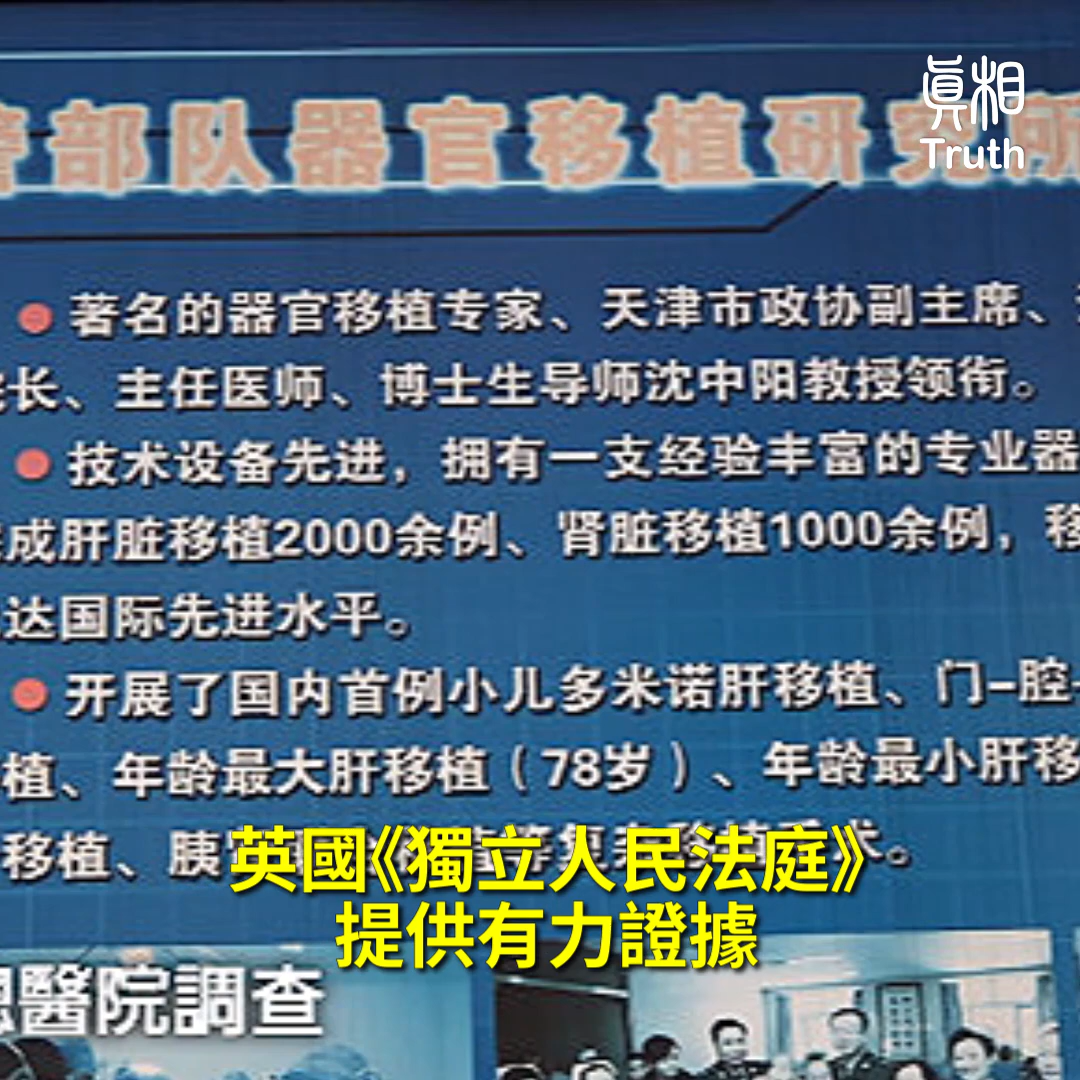 真相
Truth
部队器官移植研究所
著名的器官移植专家、天津市政协副主席、
长、主任医师、博士生导师沈中阳教授领衔。
技术设备先进，拥有一支经验丰富的专业器
成肝脏移植2000余例、肾脏移植1000余例，移
达国际先进水平。
开展了国内首例小儿多米诺肝移植、门-腔
植、年龄最大肝移植（78岁）、年龄最小肝移
移植、胰
术。
英國《獨立人民法庭》
提供有力證據
醫院調查